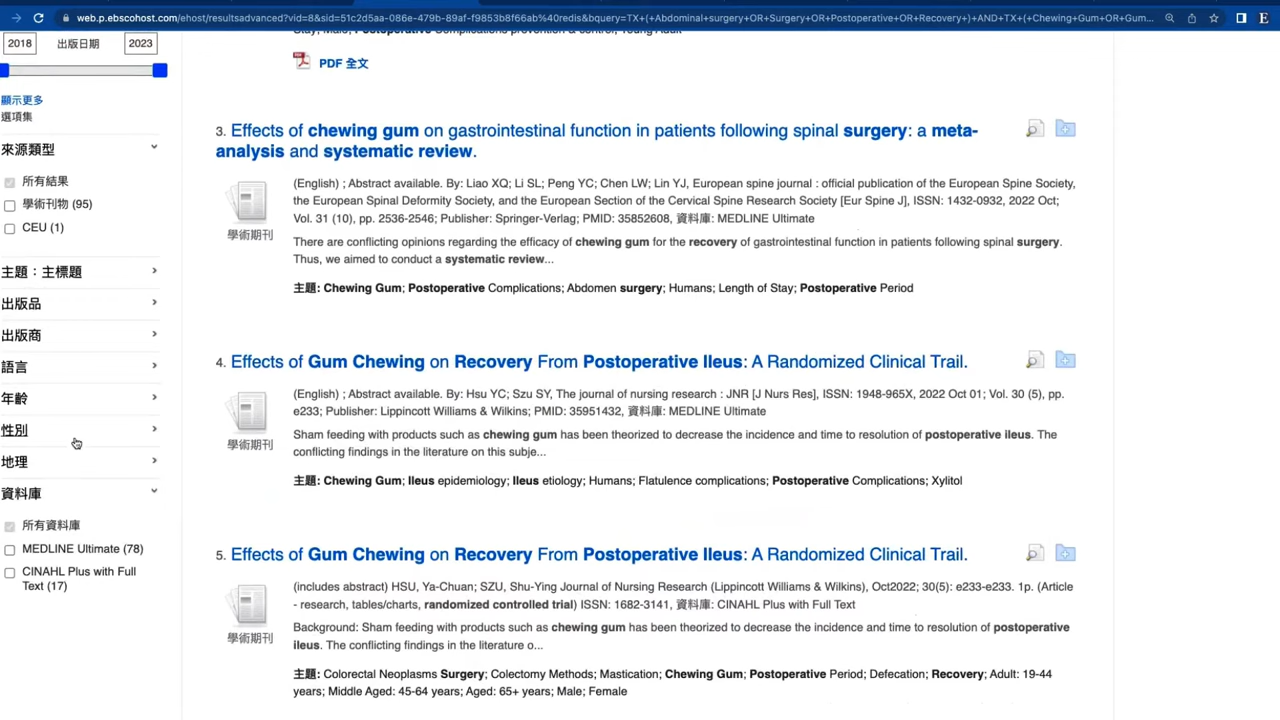 web.p.ebscohost.com/ehost/resultsadvanced?vid=8&sid=51c2d5aa-086e-479b-89af-f9853b8f66ab%40redis&bquery=TX+(+Abdominal+surgery+OR+Surgery+OR+Postoperative+OR+Recovery+)+AND+TX+(+Chewing+Gum+OR+Gum...
2018 出版日期 2023
顯示更多
選項集
來源類型
所有結果
學術刊物 (95)
CEU (1)
主題：主標題
出版品
出版商
語言
年齡
性別
地理
資料庫
所有資料庫
MEDLINE Ultimate (78)
CINAHL Plus with Full
Text (17)
PDF 全文
3. Effects of chewing gum on gastrointestinal function in patients following spinal surgery: a meta-
analysis and systematic review.
學術期刊
(English) ; Abstract available. By: Liao XQ; Li SL; Peng YC; Chen LW; Lin YJ, European spine journal : official publication of the European Spine Society,
the European Spinal Deformity Society, and the European Section of the Cervical Spine Research Society [Eur Spine J], ISSN: 1432-0932, 2022 Oct;
Vol. 31 (10), pp. 2536-2546; Publisher: Springer-Verlag; PMID: 35852608, 資料庫: MEDLINE Ultimate
There are conflicting opinions regarding the efficacy of chewing gum for the recovery of gastrointestinal function in patients following spinal surgery.
Thus, we aimed to conduct a systematic review...
主題: Chewing Gum; Postoperative Complications; Abdomen surgery; Humans; Length of Stay; Postoperative Period
4. Effects of Gum Chewing on Recovery From Postoperative Ileus: A Randomized Clinical Trail.
學術期刊
(English) ; Abstract available. By: Hsu YC; Szu SY, The journal of nursing research : JNR [J Nurs Res], ISSN: 1948-965X, 2022 Oct 01; Vol. 30 (5), pp.
e233; Publisher: Lippincott Williams & Wilkins; PMID: 35951432, 資料庫: MEDLINE Ultimate
Sham feeding with products such as chewing gum has been theorized to decrease the incidence and time to resolution of postoperative ileus. The
conflicting findings in the literature on this subje...
主題: Chewing Gum; Ileus epidemiology; Ileus etiology; Humans; Flatulence complications; Postoperative Complications; Xylitol
5. Effects of Gum Chewing on Recovery From Postoperative Ileus: A Randomized Clinical Trail.
學術期刊
(includes abstract) HSU, Ya-Chuan; SZU, Shu-Ying Journal of Nursing Research (Lippincott Williams & Wilkins), Oct2022; 30(5): e233-e233. 1p. (Article
- research, tables/charts, randomized controlled trial) ISSN: 1682-3141, 資料庫: CINAHL Plus with Full Text
Background: Sham feeding with products such as chewing gum has been theorized to decrease the incidence and time to resolution of postoperative
ileus. The conflicting findings in the literature o...
主題: Colorectal Neoplasms Surgery; Colectomy Methods; Mastication; Chewing Gum; Postoperative Period; Defecation; Recovery; Adult: 19-44
years; Middle Aged: 45-64 years; Aged: 65+ years; Male; Female